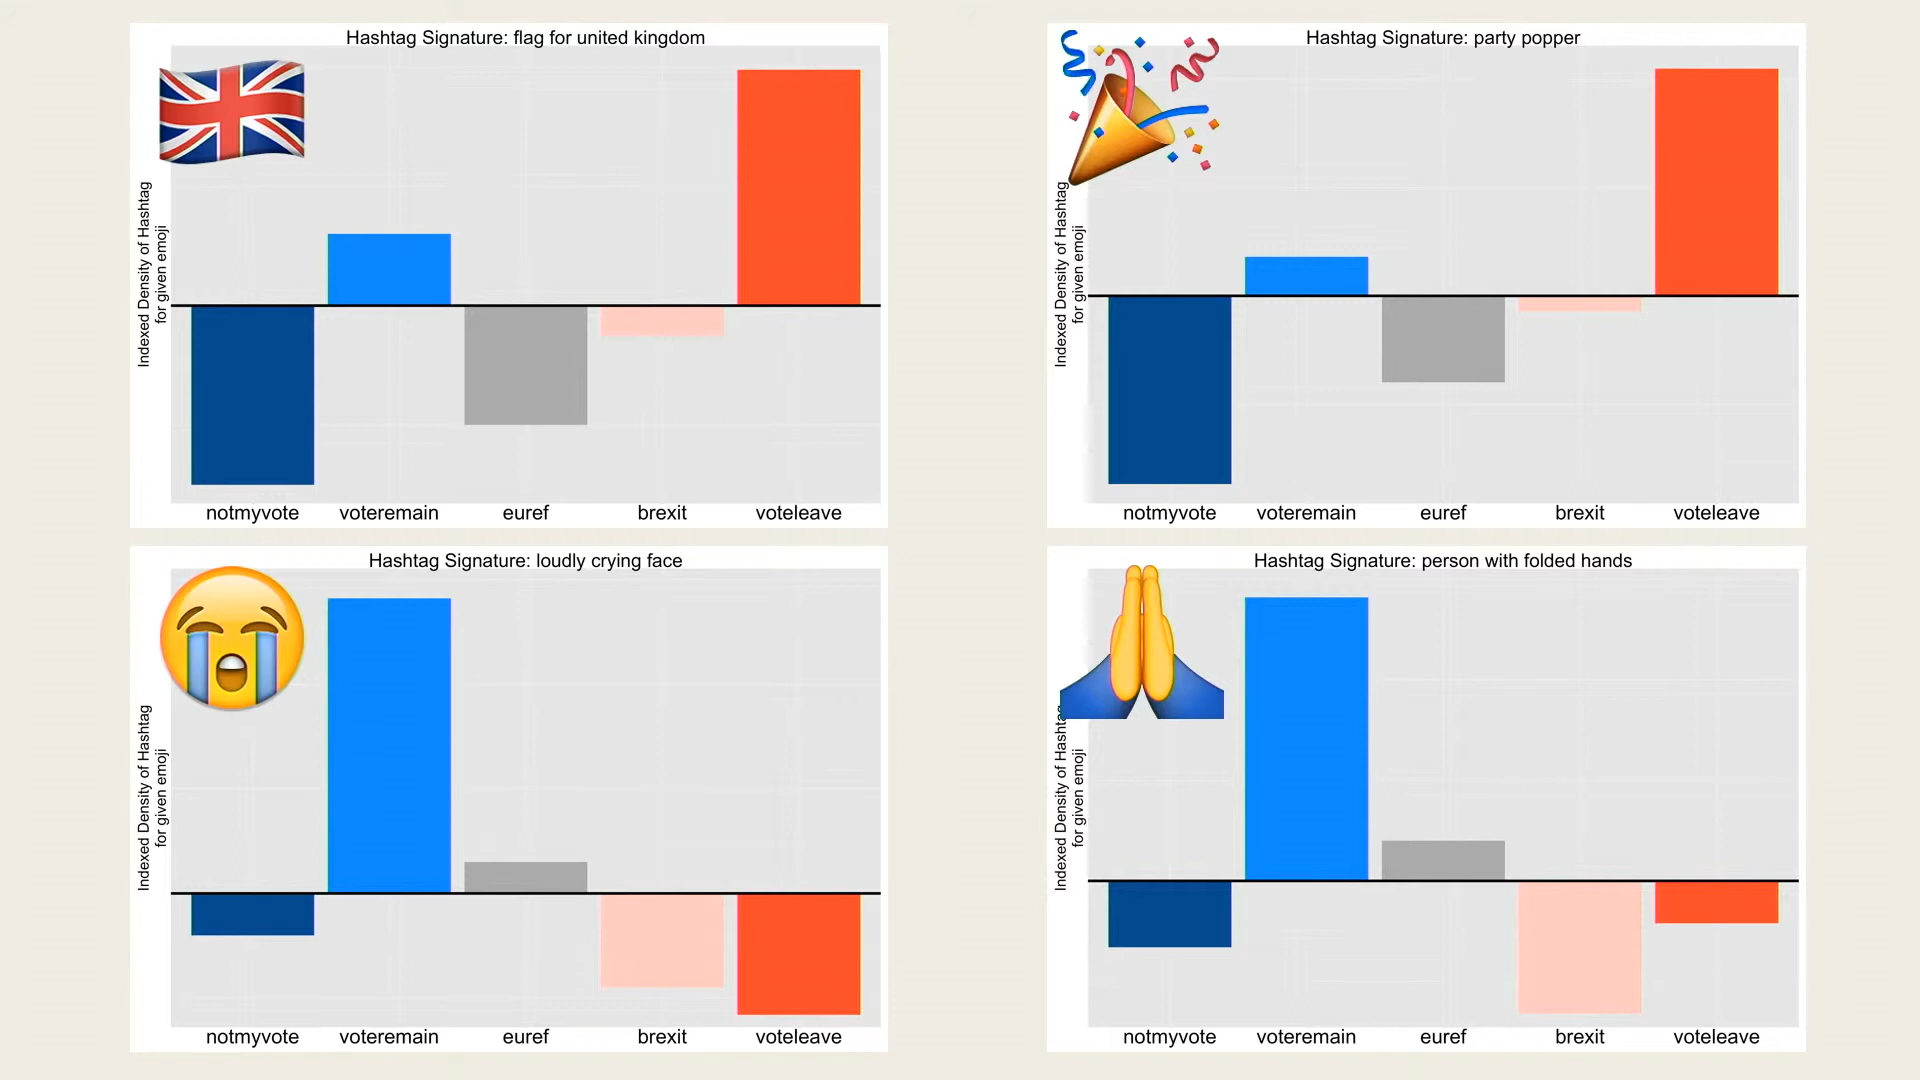 Hashtag Signature: flag for united kingdom
Indexed Density of Hashtag
for given emoji
notmyvote voteremain euref brexit voteleave
Hashtag Signature: party popper
Indexed Density of Hashtag
for given emoji
notmyvote voteremain euref brexit voteleave
Hashtag Signature: loudly crying face
Indexed Density of Hashtag
for given emoji
notmyvote voteremain euref brexit voteleave
Hashtag Signature: person with folded hands
Indexed Density of Hashtag
for given emoji
notmyvote voteremain euref brexit voteleave